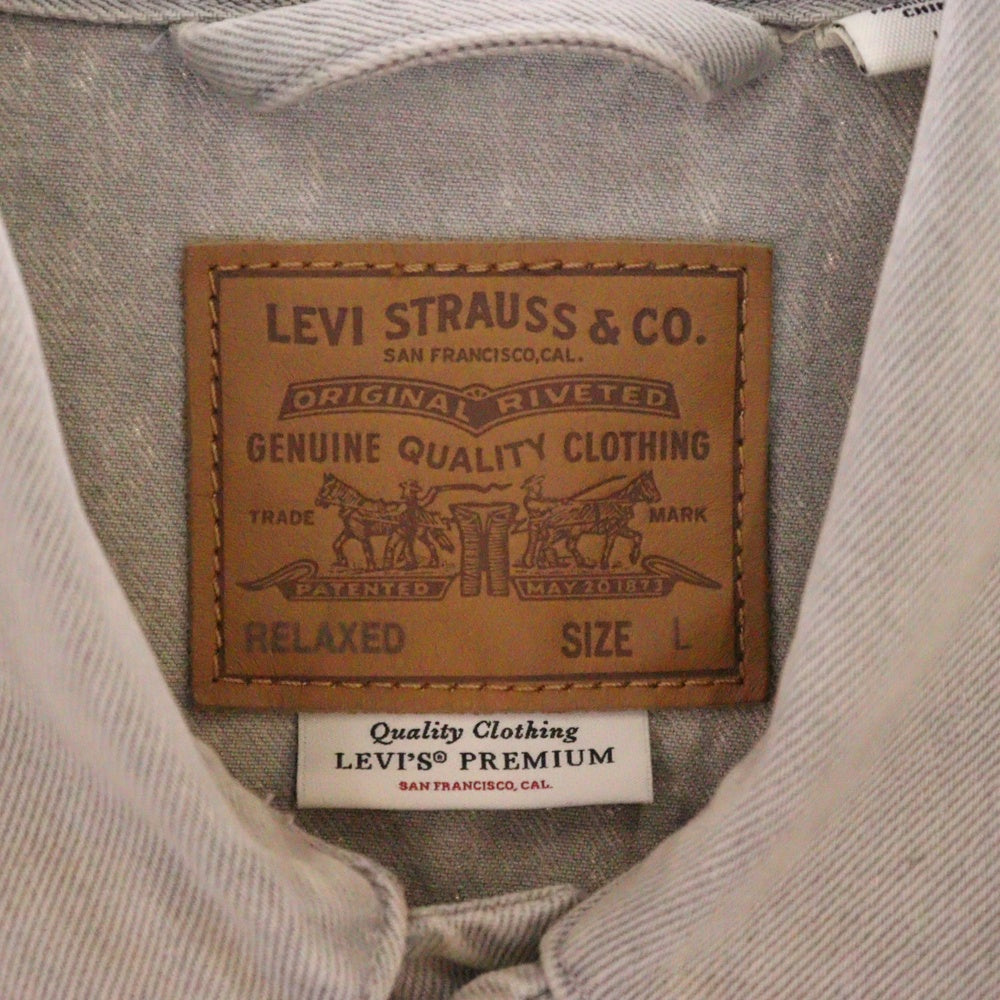 LEVI STRAUSS & CO.
SAN FRANCISCO, CAL.
ORIGINAL RIVETED
GENUINE QUALITY CLOTHING
TRADE MARK
PATENTED MAY 20 1873
RELAXED SIZE L
Quality Clothing
LEVI'S® PREMIUM
SAN FRANCISCO, CAL.